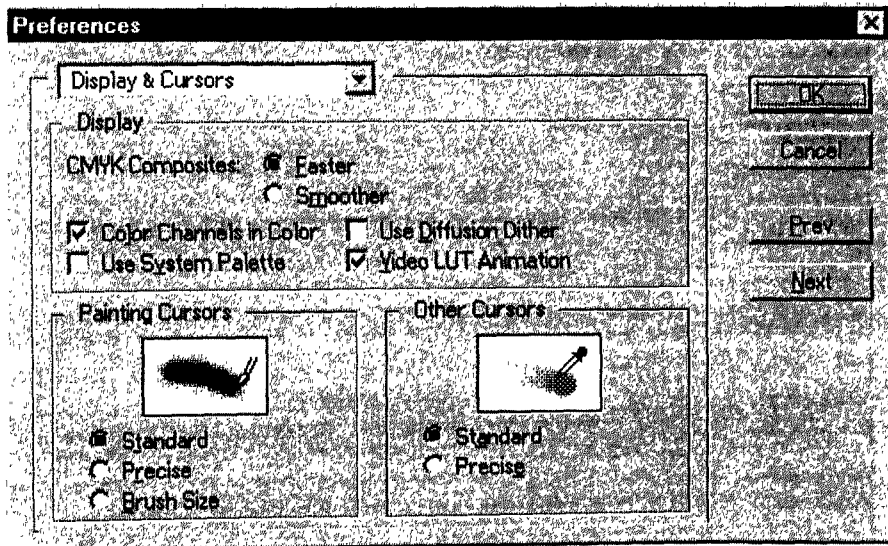 Preferences
Display & Cursors
OK
Display
Cancel
CMYK Composites: Faster
Smoother
Color Channels in Color Use Diffusion Dither
Prev
Use System Palette Video LUT Animation
Next
Painting Cursors
Standard
Precise
Brush Size
Other Cursors
Standard
Precise